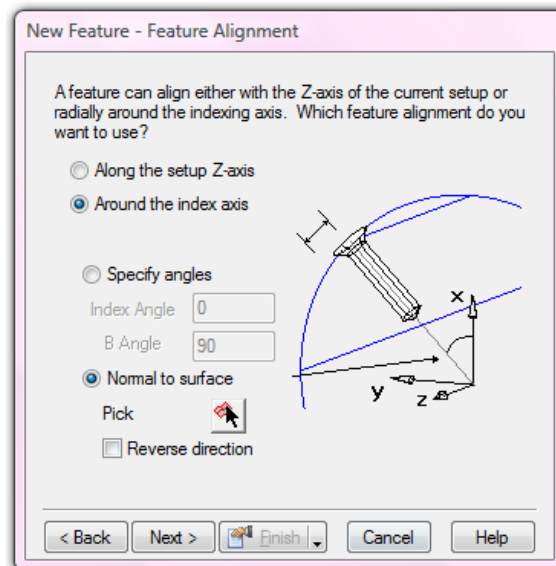 New Feature - Feature Alignment
A feature can align either with the Z-axis of the current setup or
radially around the indexing axis. Which feature alignment do you
want to use?
Along the setup Z-axis
Around the index axis
Specify angles
Index Angle 0
B Angle 90
Normal to surface
Pick
Reverse direction
x
y
z
< Back Next > Finish Cancel Help